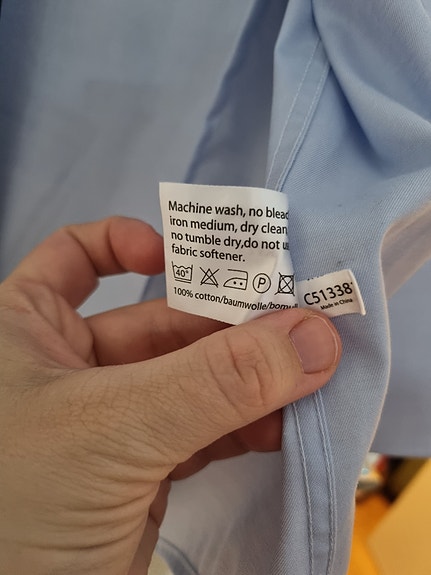 Machine wash, no bleac
iron medium, dry clean,
no tumble dry,do not u
fabric softener.
40°
P
100% cotton/baumwolle/bomu
C51338
Made in China